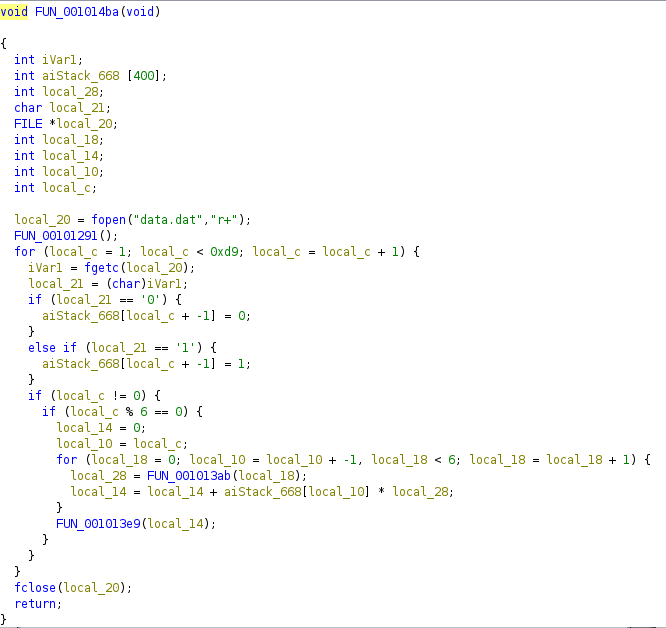 void FUN_001014ba(void)
{
int iVar1;
int aiStack_668 [400];
int local_28;
char local_21;
FILE *local_20;
int local_18;
int local_14;
int local_10;
int local_c;
local_20 = fopen("data.dat","r+");
FUN_00101291();
for (local_c = 1; local_c < 0xd9; local_c = local_c + 1) {
iVar1 = fgetc(local_20);
local_21 = (char)iVar1;
if (local_21 == '0') {
aiStack_668[local_c + -1] = 0;
}
else if (local_21 == '1') {
aiStack_668[local_c + -1] = 1;
}
if (local_c != 0) {
if (local_c % 6 == 0) {
local_14 = 0;
local_10 = local_c;
for (local_18 = 0; local_10 = local_10 + -1, local_18 < 6; local_18 = local_18 + 1) {
local_28 = FUN_001013ab(local_18);
local_14 = local_14 + aiStack_668[local_10] * local_28;
}
FUN_001013e9(local_14);
}
}
}
fclose(local_20);
return;
}